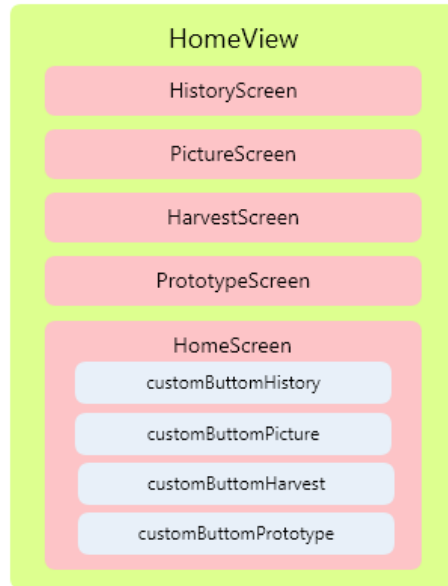 HomeView
HistoryScreen
PictureScreen
HarvestScreen
PrototypeScreen
HomeScreen
customButtomHistory
customButtomPicture
customButtomHarvest
customButtomPrototype